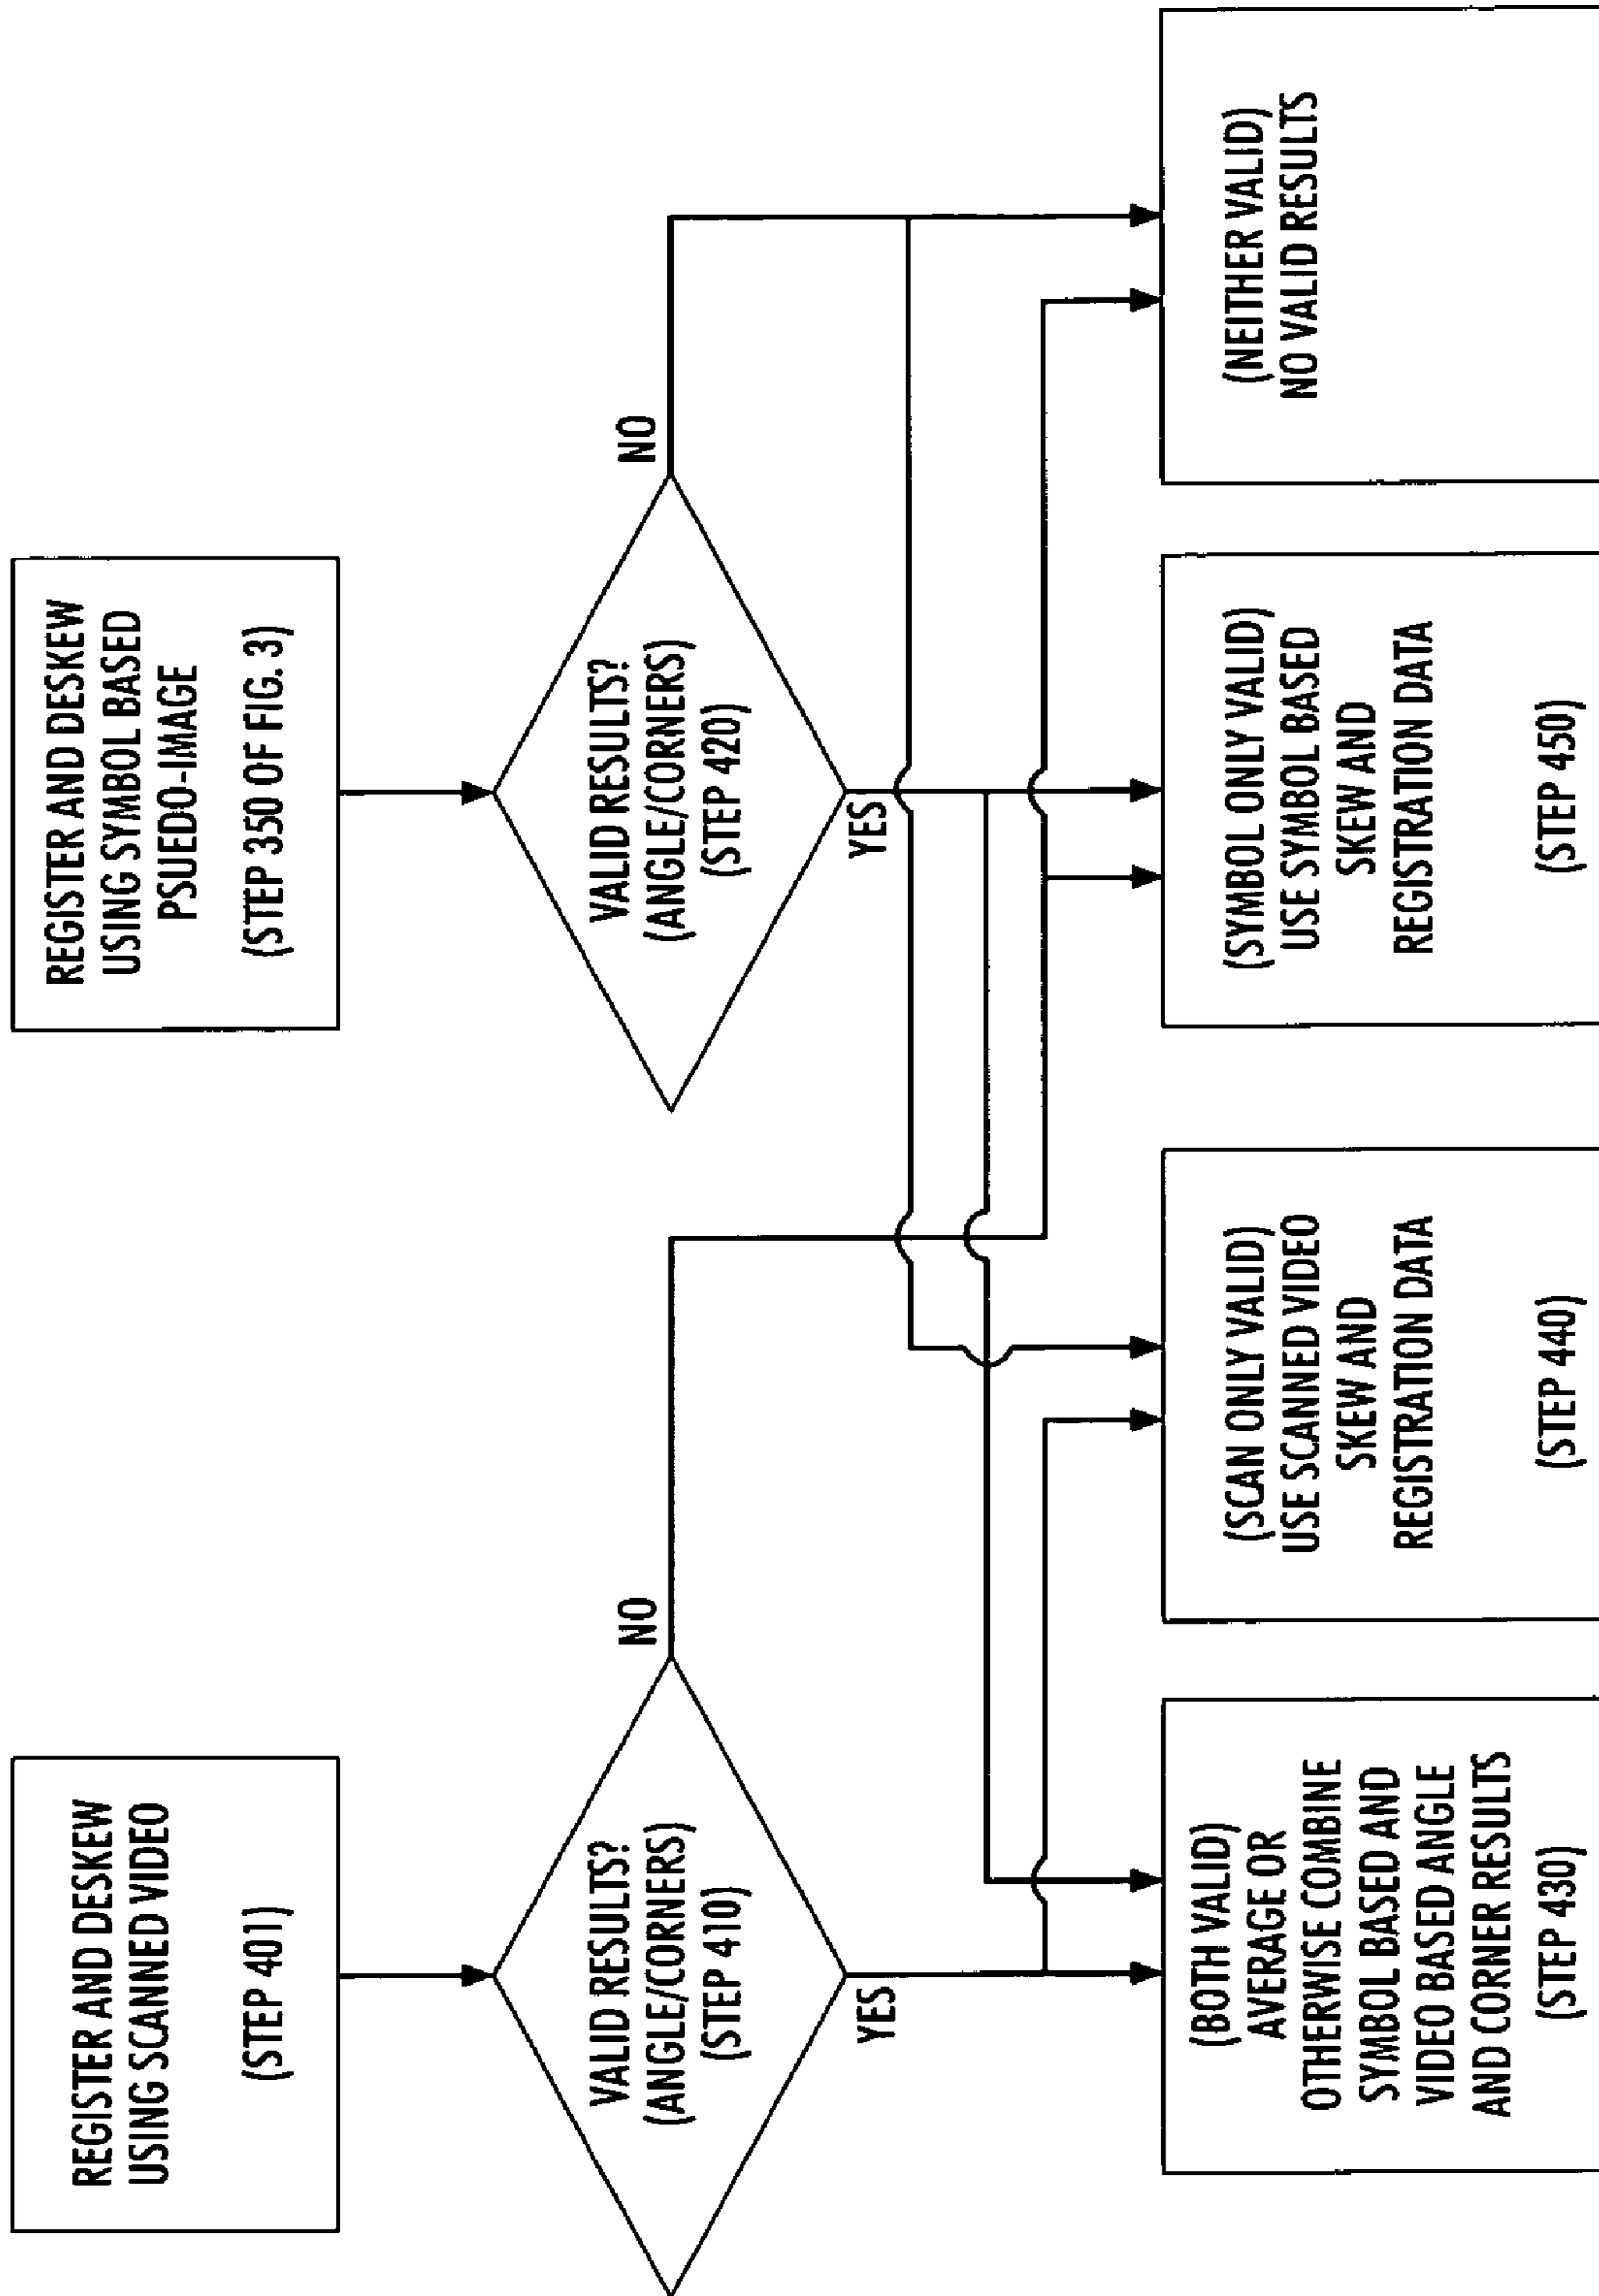 REGISTER AND DESKEW
USING SCANNED VIDEO
(STEP 401)
REGISTER AND DESKEW
USING SYMBOL BASED
PSUEDO-IMAGE
(STEP 350 OF FIG. 3)
VALID RESULTS?
(ANGLE/CORNERS)
(STEP 410)
NO
YES
VALID RESULTS?
(ANGLE/CORNERS)
(STEP 420)
NO
YES
(BOTH VALID)
AVERAGE OR
OTHERWISE COMBINE
SYMBOL BASED AND
VIDEO BASED ANGLE
AND CORNER RESULTS
(STEP 430)
(SCAN ONLY VALID)
USE SCANNED VIDEO
SKEW AND
REGISTRATION DATA
(STEP 440)
(SYMBOL ONLY VALID)
USE SYMBOL BASED
SKEW AND
REGISTRATION DATA
(STEP 450)
(NEITHER VALID)
NO VALID RESULTS